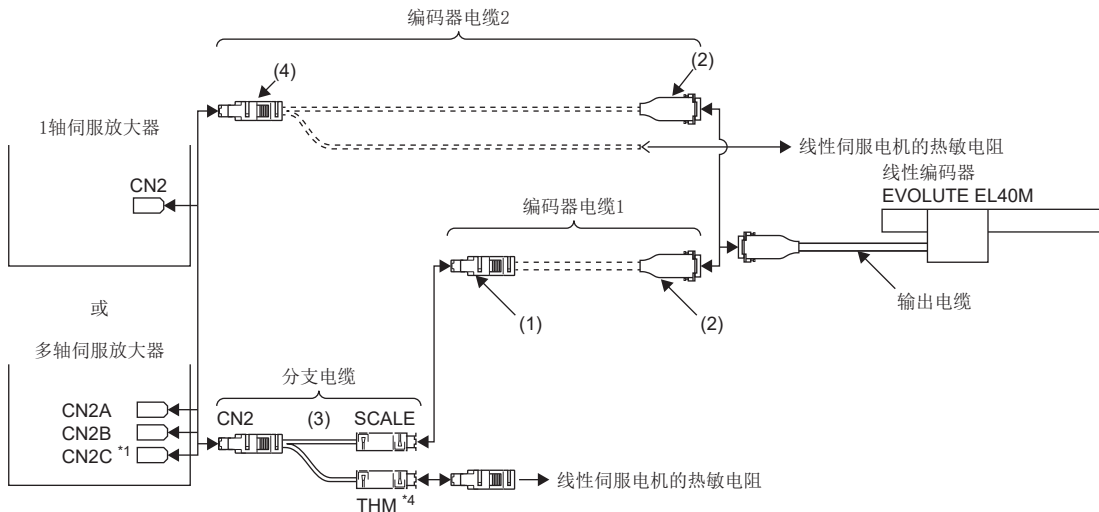 编码器电缆2
(4)
(2)
1轴伺服放大器
线性伺服电机的热敏电阻
线性编码器
CN2
EVOLUTE EL40M
编码器电缆1
输出电缆
(1)
(2)
或
多轴伺服放大器
分支电缆
CN2
(3)
SCALE
CN2A
CN2B
CN2C *1
线性伺服电机的热敏电阻
THM *4